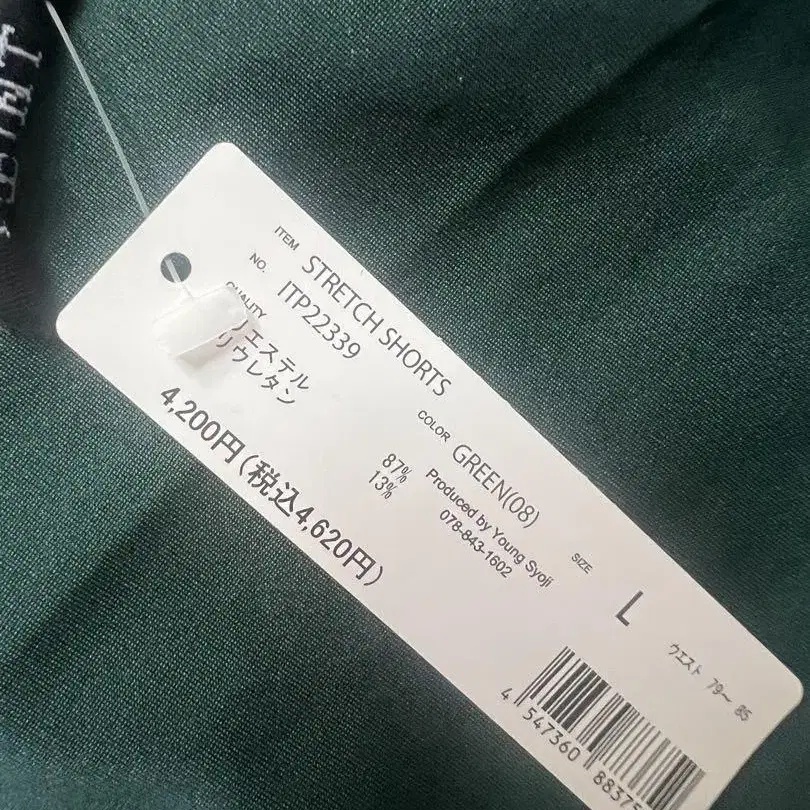 ITEM STRETCH SHORTS
NO. ITP22339
QUALITY
リエステル 87%
リウレタン 13%
4,200円(税込4,620円)
COLOR GREEN(08)
Produced by Young Syoji
078-843-1602
SIZE L
ウエスト 79〜 85
4 547360